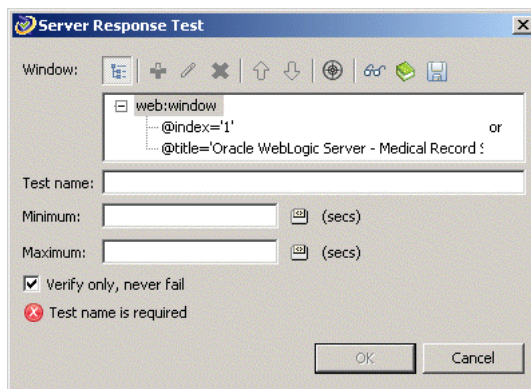 Server Response Test
Window:
web:window
@index='1' or
@title='Oracle WebLogic Server - Medical Record S
Test name:
Minimum: (secs)
Maximum: (secs)
Verify only, never fail
Test name is required
OK Cancel